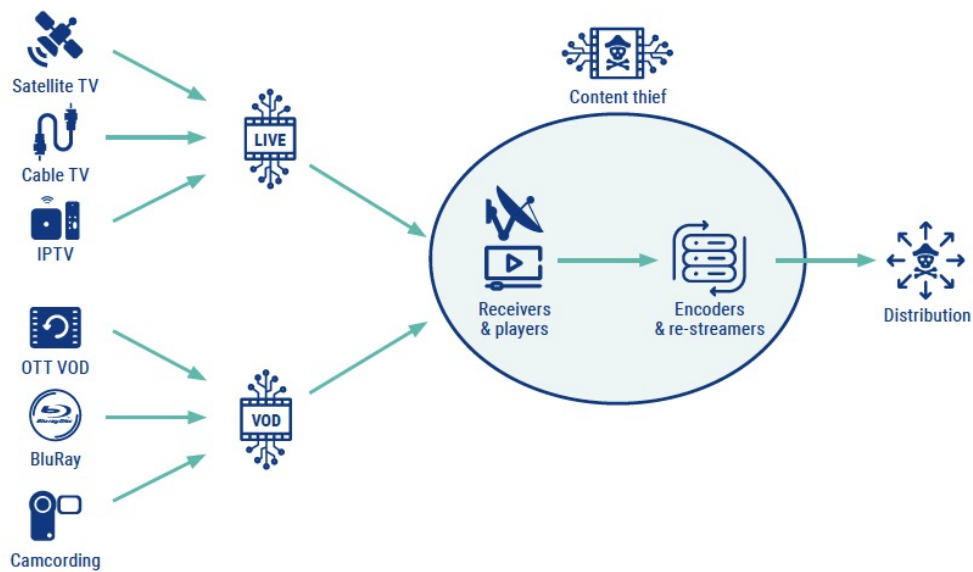 Satellite TV
Cable TV
IPTV
OTT VOD
BluRay
Camcording
LIVE
VOD
Content thief
Receivers
& players
Encoders
& re-streamers
Distribution